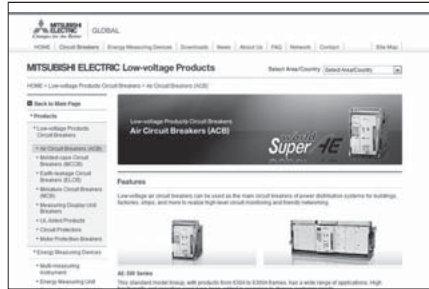 MITSUBISHI
ELECTRIC
Changes for the Better
GLOBAL
HOME Circuit Breakers Energy Measuring Devices Downloads News About Us FAQ Network Contact Site Map
MITSUBISHI ELECTRIC Low-voltage Products
Select Area/Country Select Area/Country
HOME > Low-voltage Products Circuit Breakers > Air Circuit Breakers (ACB)
Back to Main Page
Products
Low-voltage Products
Circuit Breakers
Air Circuit Breakers (ACB)
Molded-case Circuit
Breakers (MCCB)
Earth-leakage Circuit
Breakers (ELCB)
Miniature Circuit Breakers
(MCB)
Measuring Display Unit
Breakers
UL Listed Products
Circuit Protectors
Motor Protection Breakers
Energy Measuring Devices
Multi-measuring
Instrument
Energy Measuring Unit
Low-voltage Products Circuit Breakers
Air Circuit Breakers (ACB)
world
Super AE
Features
Low-voltage air circuit breakers can be used as the main circuit breakers of power distribution systems for buildings,
factories, ships, and more to realize high-level circuit monitoring and friendly networking.
AE-SW Series
This standard model lineup, with products from 630A to 6300A frames, has a wide range of applications. High